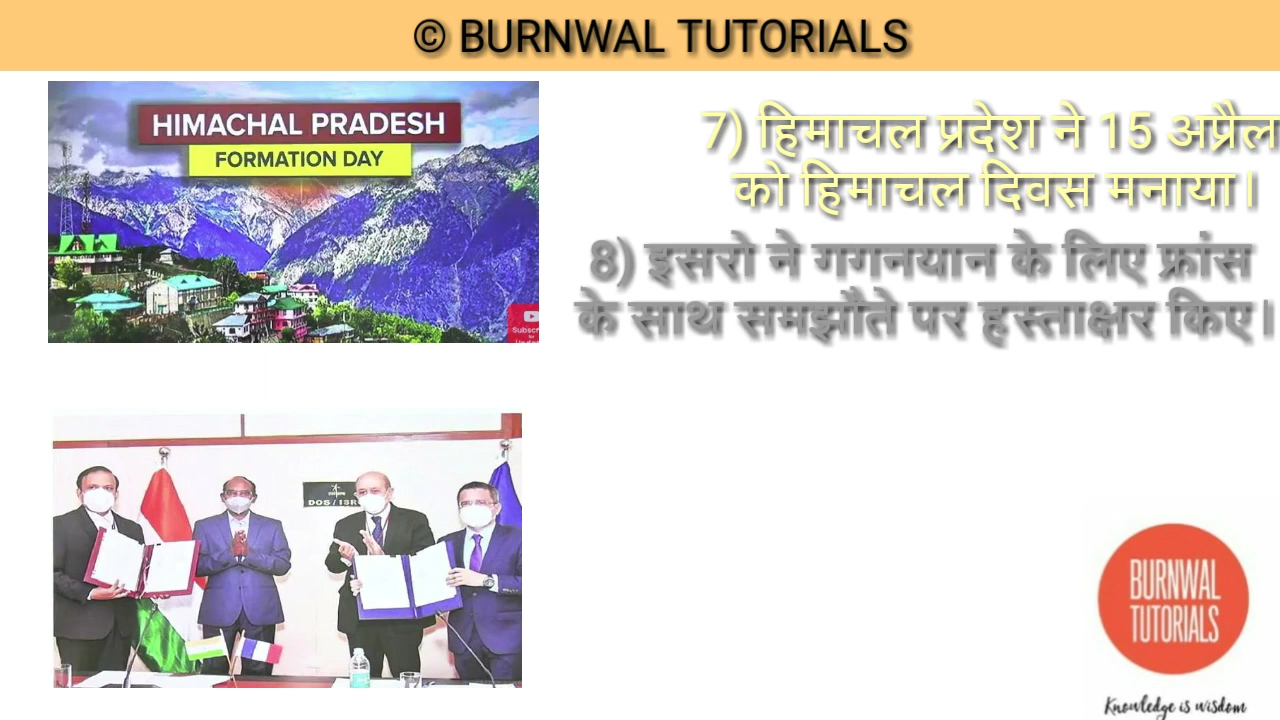 © BURNWAL TUTORIALS
HIMACHAL PRADESH
FORMATION DAY
7) हिमाचल प्रदेश ने 15 अप्रैल
को हिमाचल दिवस मनाया।
8) इसरो ने गगनयान के लिए फ्रांस
के साथ समझौते पर हस्ताक्षर किए।
DOS / ISR
BURNWAL
TUTORIALS
Knowledge is wisdom